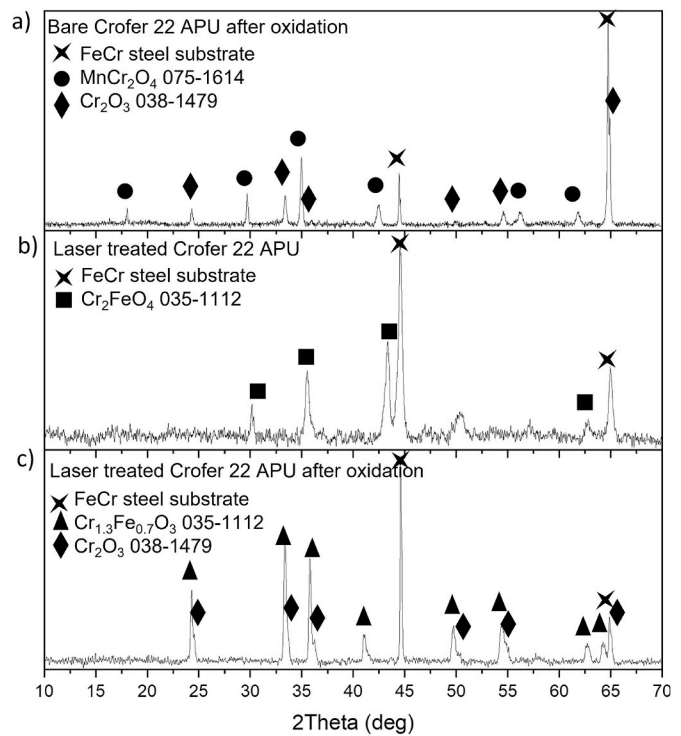 a)
Bare Crofer 22 APU after oxidation
FeCr steel substrate
MnCr₂O₄ 075-1614
Cr₂O₃ 038-1479
b)
Laser treated Crofer 22 APU
FeCr steel substrate
Cr₂FeO₄ 035-1112
c)
Laser treated Crofer 22 APU after oxidation
FeCr steel substrate
Cr₁.₃Fe₀.₇O₃ 035-1112
Cr₂O₃ 038-1479
10 15 20 25 30 35 40 45 50 55 60 65 70
2Theta (deg)